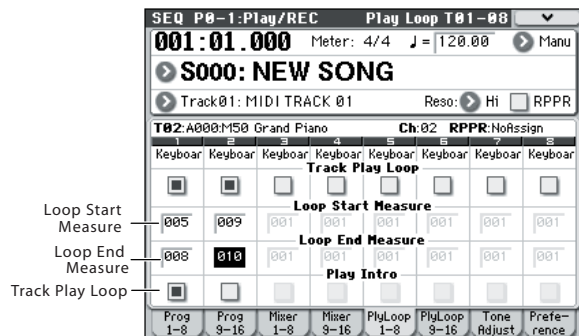 SEQ P0-1:Play/REC Play Loop T01-08
001:01.000 Meter: 4/4 ♩= 120.00 Manu
S000: NEW SONG
Track01: MIDI TRACK 01 Reso: Hi RPPR
T02:A000:M50 Grand Piano Ch:02 RPPR:NoAssign
1 2 3 4 5 6 7 8
Keyboar Keyboar Keyboar Keyboar Keyboar Keyboar Keyboar Keyboar
Track Play Loop
Loop Start Measure
Loop Start Measure
005 009 001 001 001 001 001 001
Loop End Measure
Loop End Measure
008 010 001 001 001 001 001 001
Play Intro
Track Play Loop
Prog 1-8 Prog 9-16 Mixer 1-8 Mixer 9-16 PlyLoop 1-8 PlyLoop 9-16 Tone Adjust Prefe-rence